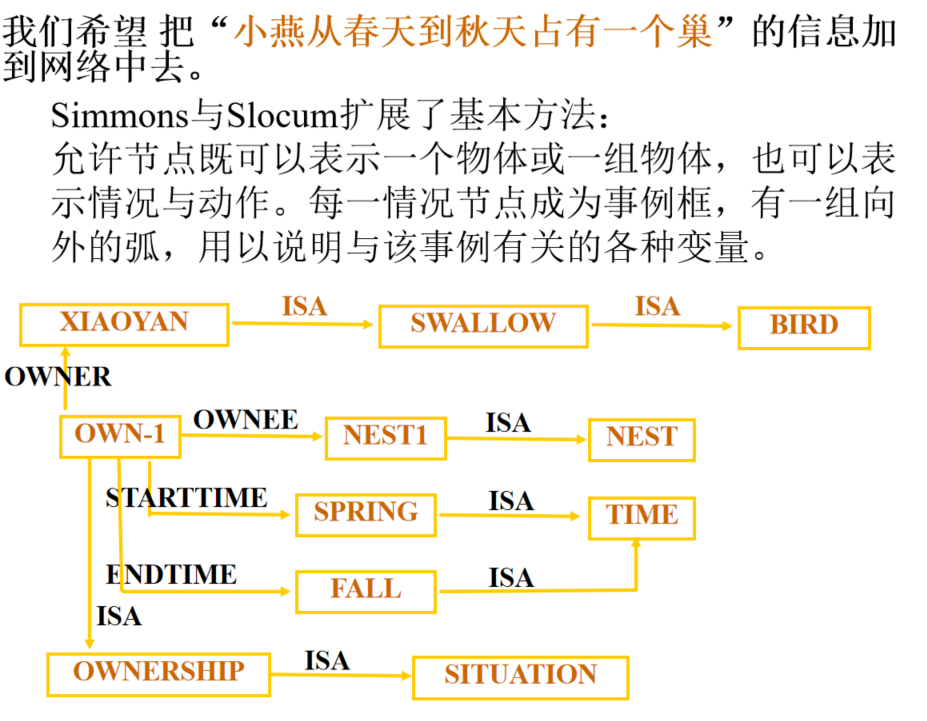 我们希望 把“小燕从春天到秋天占有一个巢”的信息加
到网络中去。
Simmons与Slocum扩展了基本方法：
允许节点既可以表示一个物体或一组物体，也可以表
示情况与动作。每一情况节点成为事例框，有一组向
外的弧，用以说明与该事例有关的各种变量。
ISA ISA
XIAOYAN SWALLOW BIRD
OWNER
OWN-1 OWNEE NEST1 ISA NEST
STARTTIME SPRING ISA TIME
ENDTIME FALL ISA
ISA
OWNERSHIP ISA SITUATION